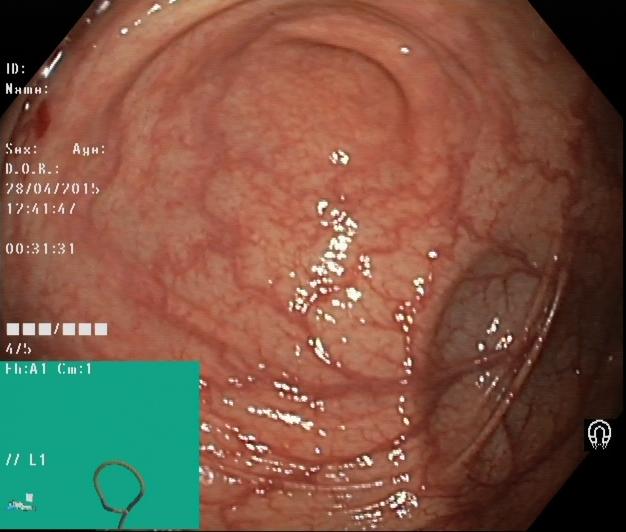 ID:
Name:
Sex: Age:
D.O.R.:
28/04/2015
12:41:47
00:31:31
■■■/■■■
4/5
Eh:A1 Cm:1
// L1